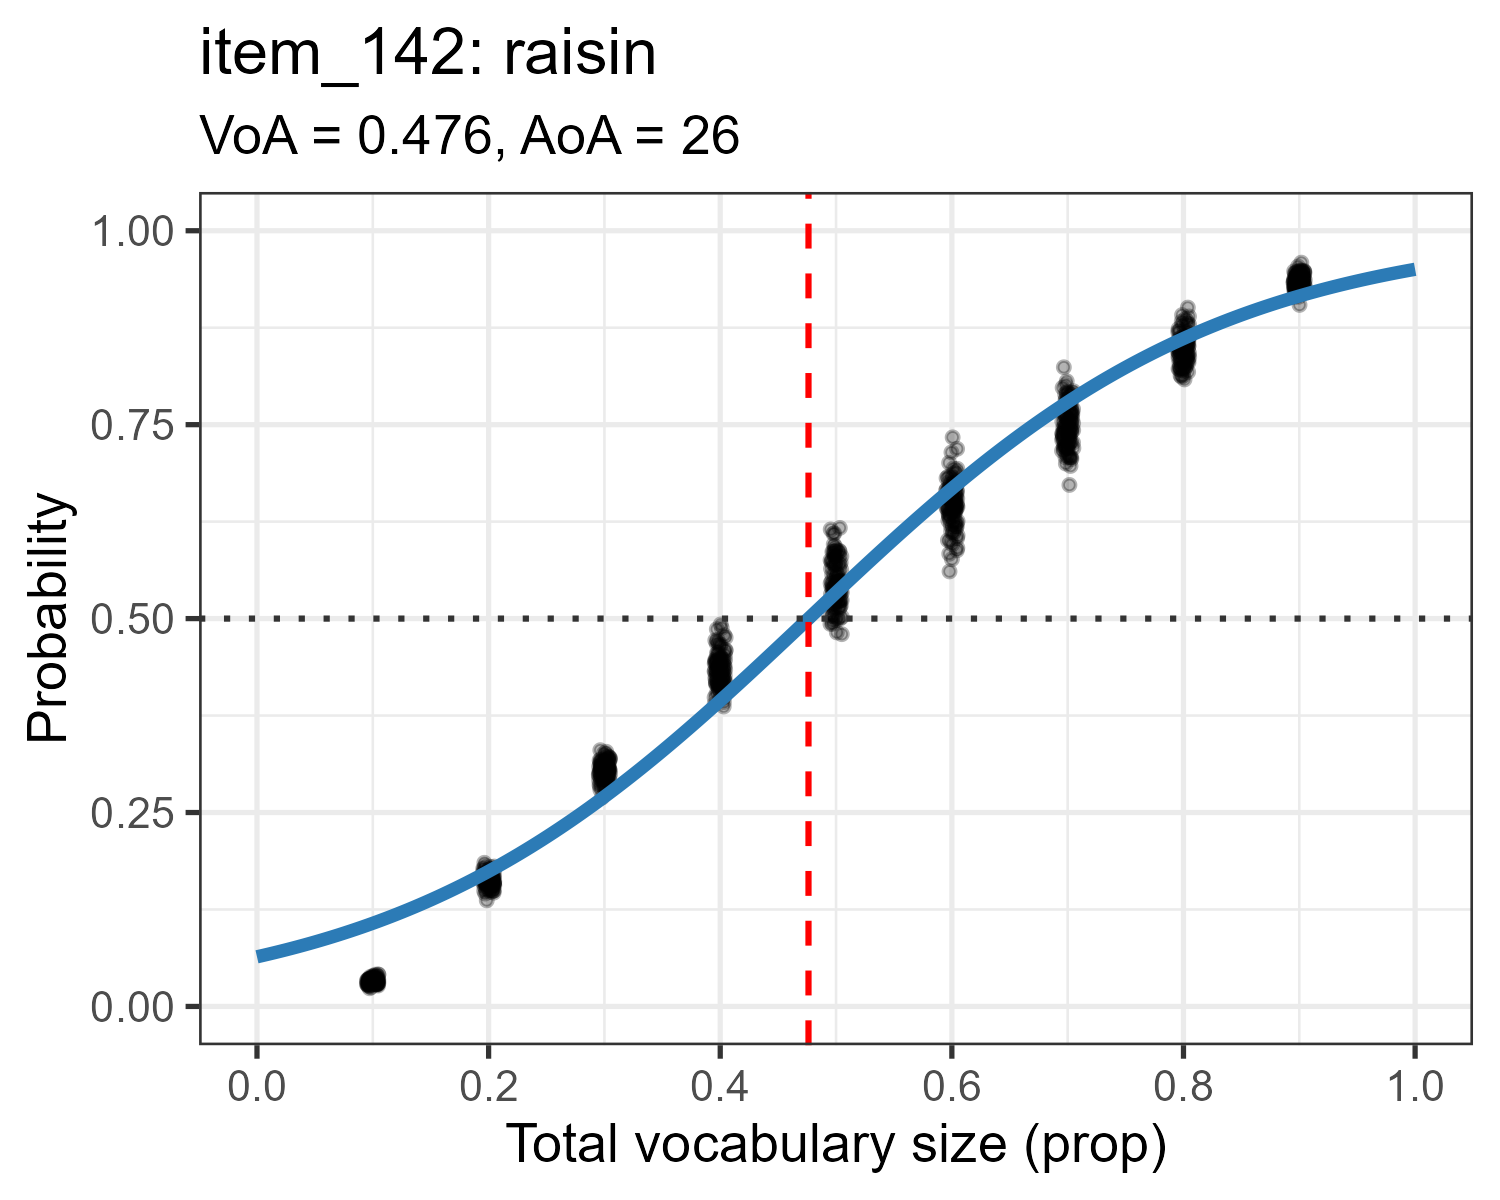 item_142: raisin
VoA = 0.476, AoA = 26
1.00
0.75
0.50
0.25
0.00
Probability
0.0 0.2 0.4 0.6 0.8 1.0
Total vocabulary size (prop)